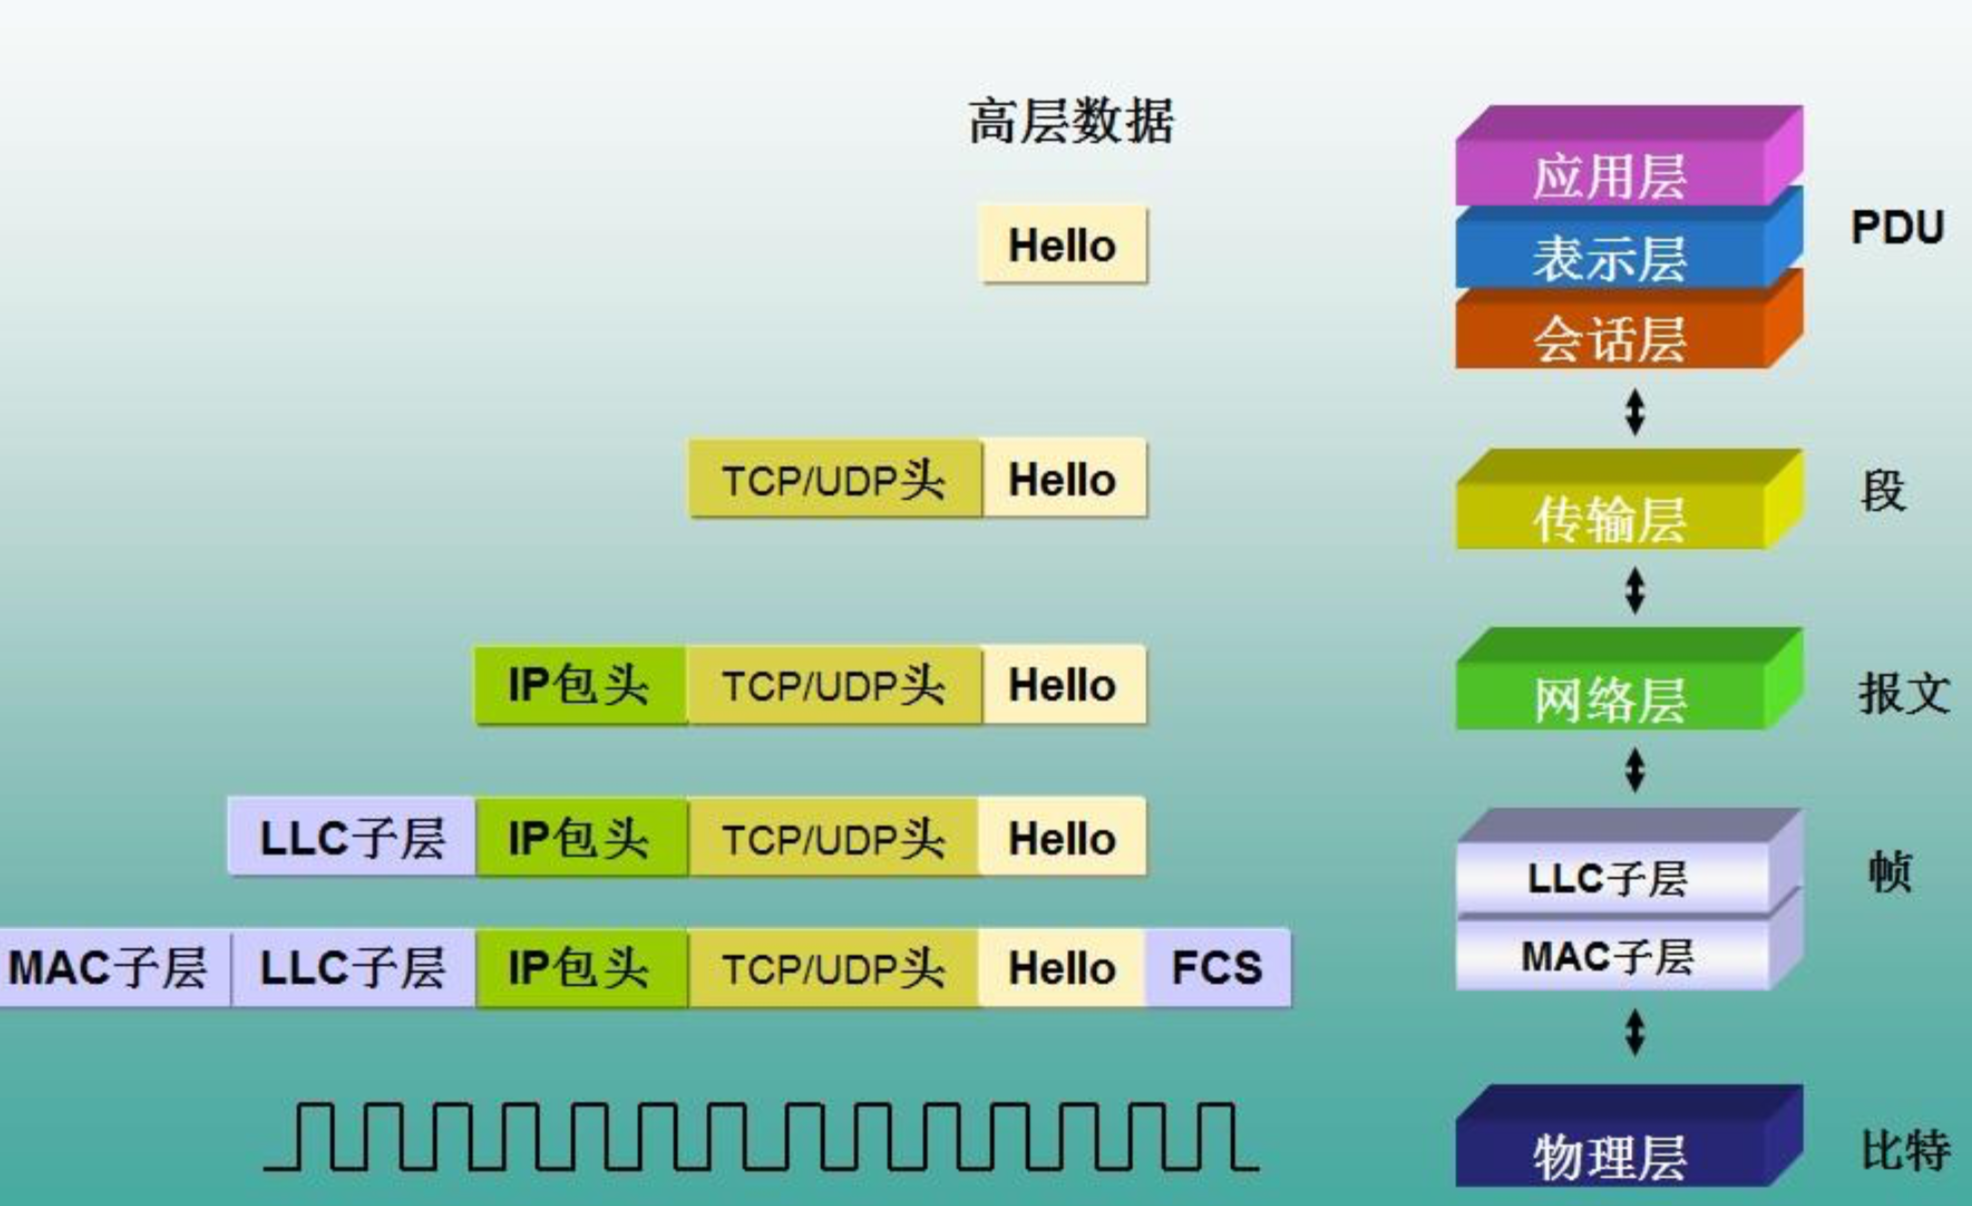 高层数据
应用层
Hello
PDU
表示层
会话层
TCP/UDP头 Hello
传输层
段
IP包头 TCP/UDP头 Hello
网络层
报文
LLC子层 IP包头 TCP/UDP头 Hello
LLC子层
帧
MAC子层 LLC子层 IP包头 TCP/UDP头 Hello FCS
MAC子层
物理层
比特